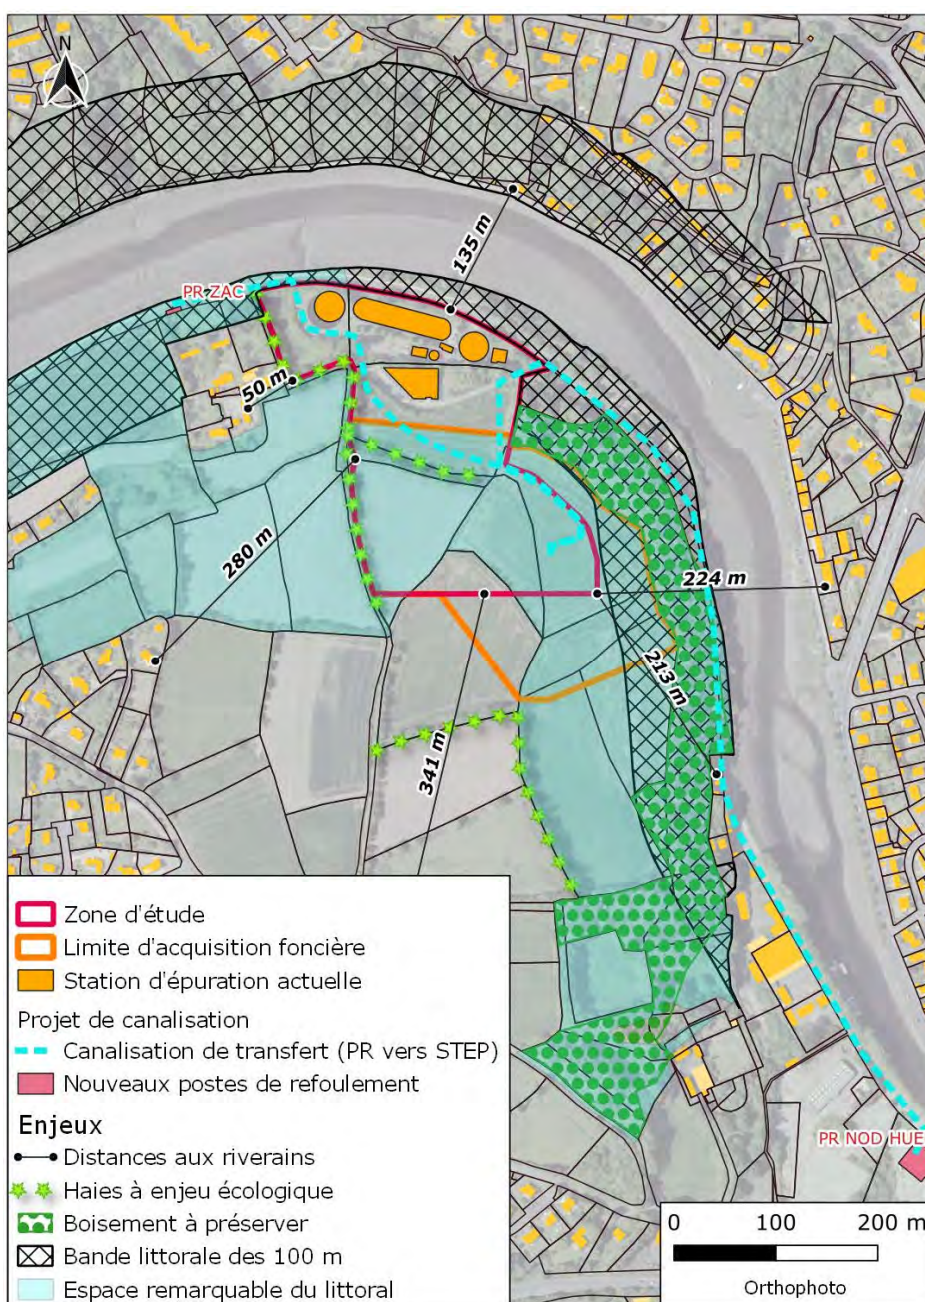 N
135 m
PR ZAC
50 m
280 m
224 m
213 m
341 m
Zone d'étude
Limite d'acquisition foncière
Station d'épuration actuelle
Projet de canalisation
Canalisation de transfert (PR vers STEP)
Nouveaux postes de refoulement
Enjeux
Distances aux riverains
Haies à enjeu écologique
Boisement à préserver
Bande littorale des 100 m
Espace remarquable du littoral
PR NOD HUE
0 100 200 m
Orthophoto